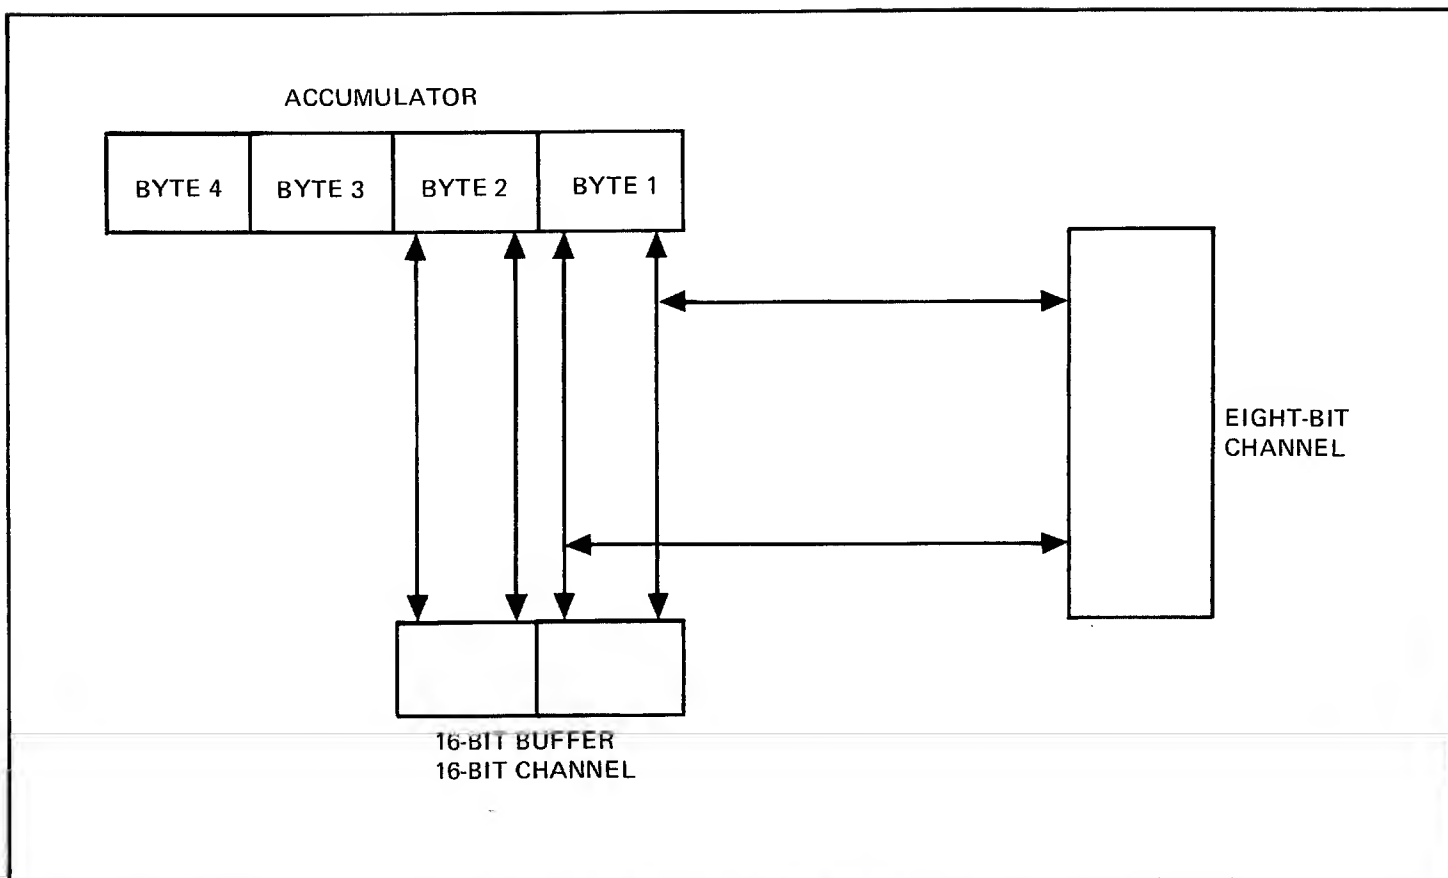 ACCUMULATOR
BYTE 4
BYTE 3
BYTE 2
BYTE 1
EIGHT-BIT
CHANNEL
16-BIT BUFFER
16-BIT CHANNEL